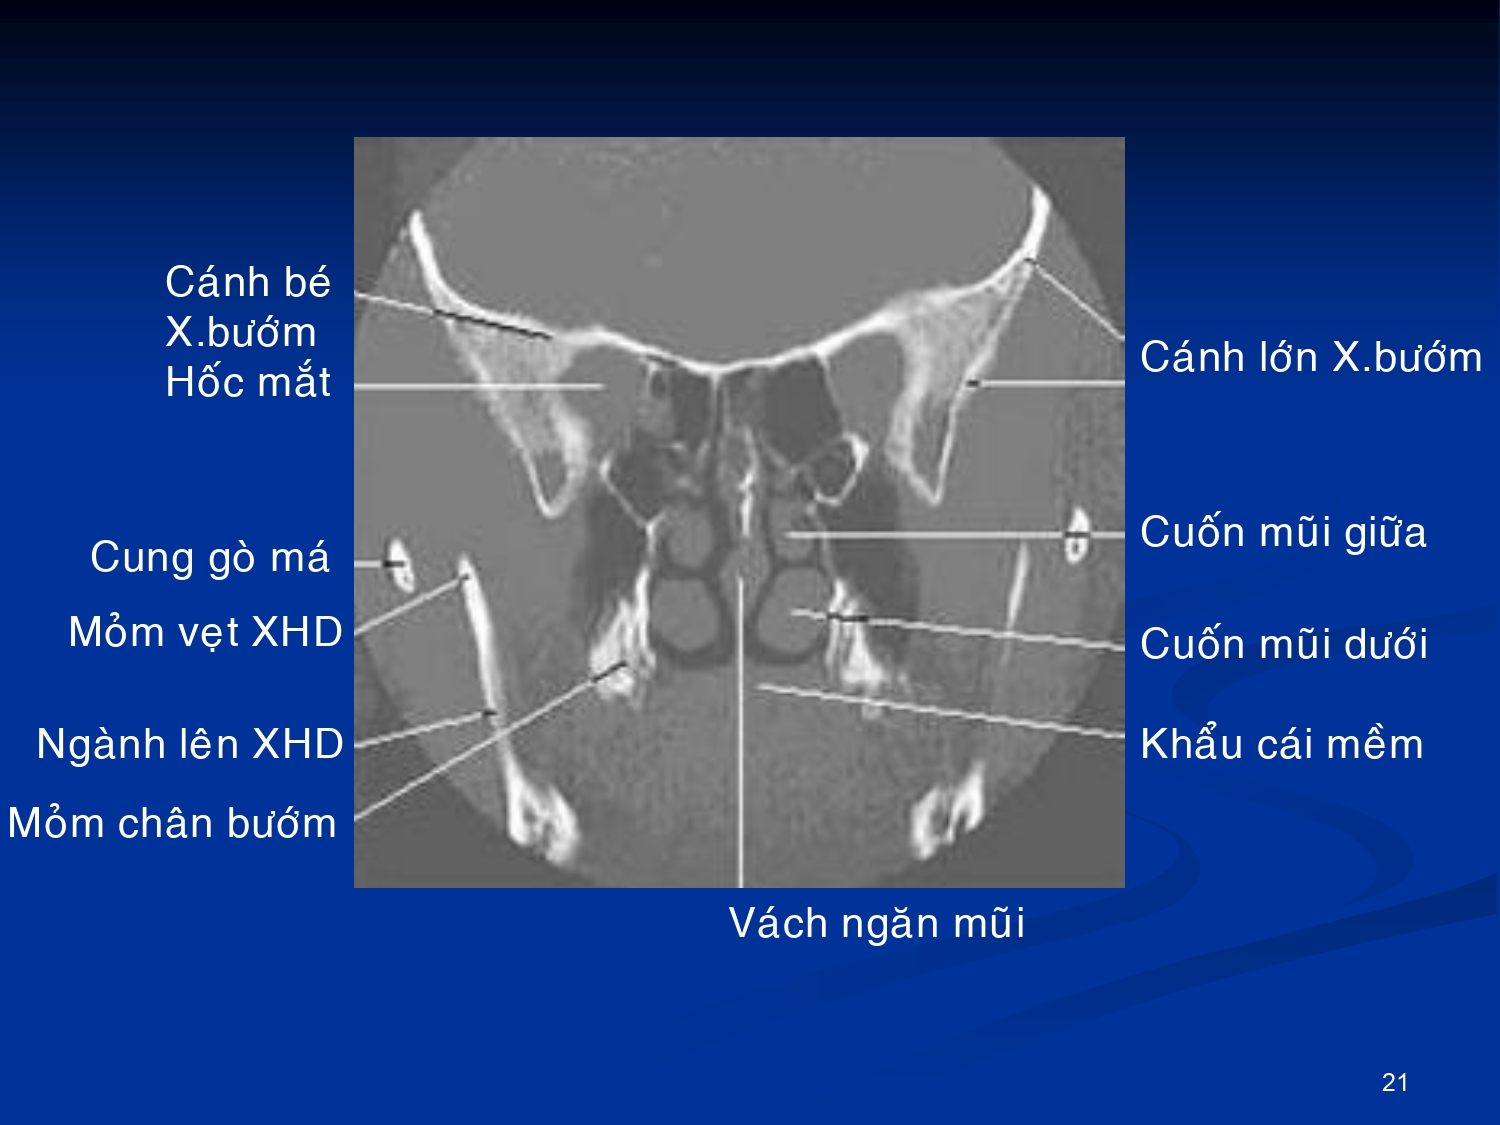 Cánh bé
X.bướm
Hốc mắt
Cung gò má
Mỏm vẹt XHD
Ngành lên XHD
Mỏm chân bướm
Cánh lớn X.bướm
Cuốn mũi giữa
Cuốn mũi dưới
Khẩu cái mềm
Vách ngăn mũi
21